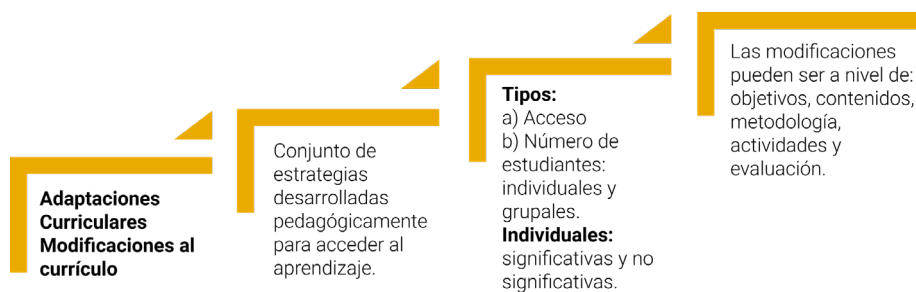 Adaptaciones
Curriculares
Modificaciones al
currículo
Conjunto de
estrategias
desarrolladas
pedagógicamente
para acceder al
aprendizaje.
Tipos:
a) Acceso
b) Número de
estudiantes:
individuales y
grupales.
Individuales:
significativas y no
significativas.
Las modificaciones
pueden ser a nivel de:
objetivos, contenidos,
metodología,
actividades y
evaluación.